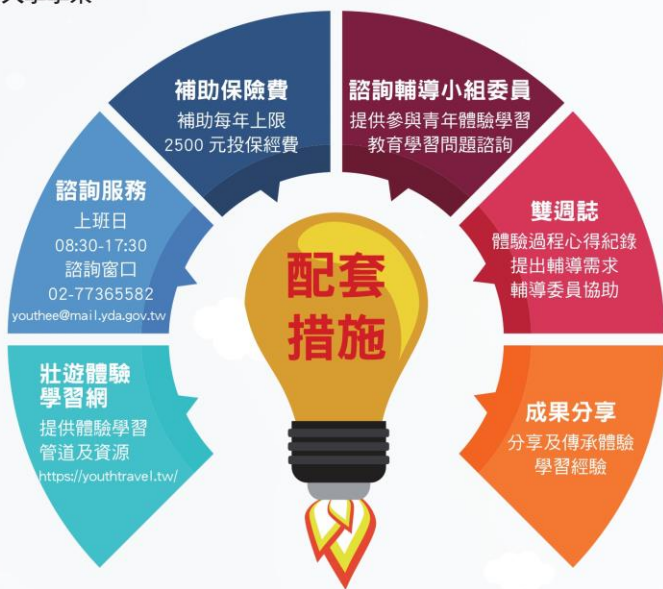 配套
措施
壯遊體驗
學習網
提供體驗學習
管道及資源
https://youthtravel.tw/
諮詢服務
上班日
08:30-17:30
諮詢窗口
02-77365582
youthee@mail.yda.gov.tw
補助保險費
補助每年上限
2500 元投保經費
諮詢輔導小組委員
提供參與青年體驗學習
教育學習問題諮詢
雙週誌
體驗過程心得紀錄
提出輔導需求
輔導委員協助
成果分享
分享及傳承體驗
學習經驗